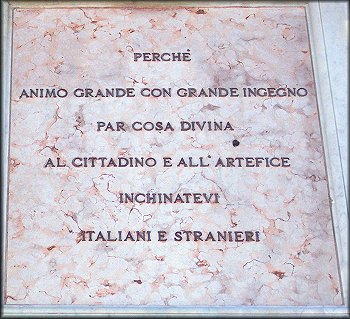 PERCHÈ
ANIMO GRANDE CON GRANDE INGEGNO
PAR COSA DIVINA
AL CITTADINO E ALL'ARTEFICE
INCHINATEVI
ITALIANI E STRANIERI